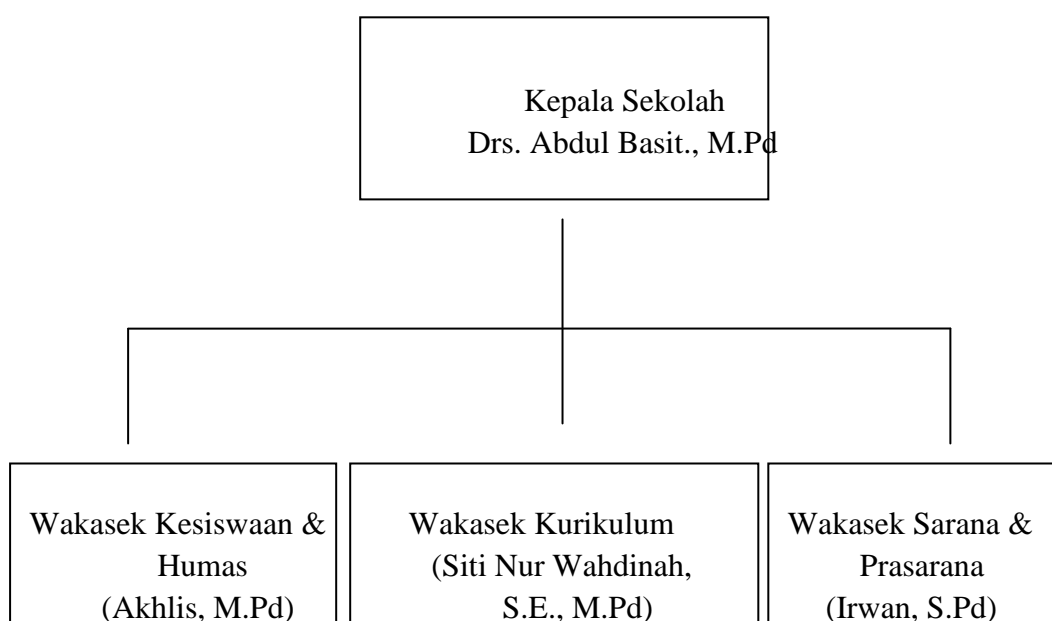 Kepala Sekolah
Drs. Abdul Basit., M.Pd
Wakasek Kesiswaan &
Humas
(Akhlis, M.Pd)
Wakasek Kurikulum
(Siti Nur Wahdinah,
S.E., M.Pd)
Wakasek Sarana &
Prasarana
(Irwan, S.Pd)